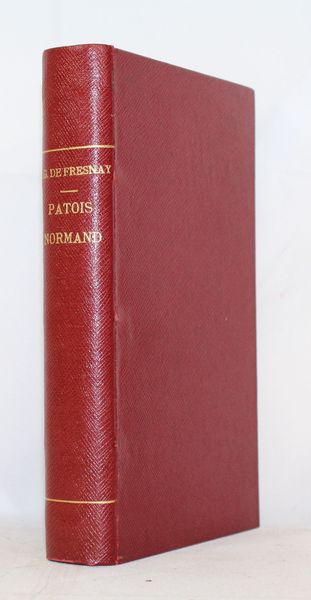 G. DE FRESNAY
PATOIS
NORMAND